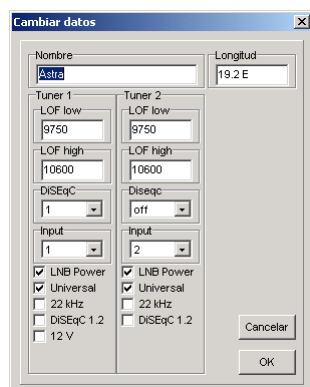 Cambiar datos
Nombre Longitud
Astra 19.2 E
Tuner 1 Tuner 2
LOF low LOF low
9750 9750
LOF high LOF high
10600 10600
DiSEqC Diseqc
1 off
Input Input
1 2
LNB Power LNB Power
Universal Universal
22 kHz 22 kHz
DiSEqC 1.2 DiSEqC 1.2
12 V
Cancelar
OK